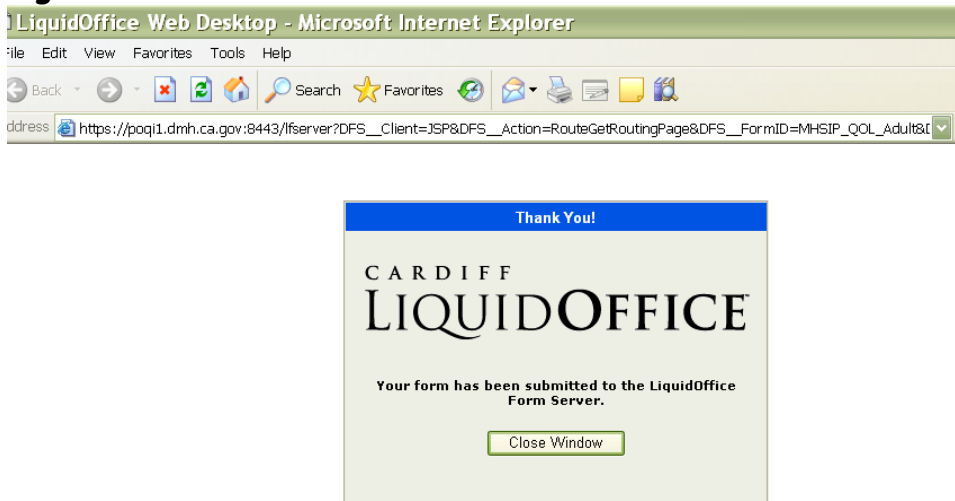 LiquidOffice Web Desktop - Microsoft Internet Explorer
File Edit View Favorites Tools Help
Back Search Favorites
ddress https://poqi1.dmh.ca.gov:8443/lfserver?DFS__Client=JSP&DFS__Action=RouteGetRoutingPage&DFS__FormID=MHSIP_QOL_Adult&D
Thank You!
CARDIFF
LIQUIDOFFICE
Your form has been submitted to the LiquidOffice
Form Server.
Close Window